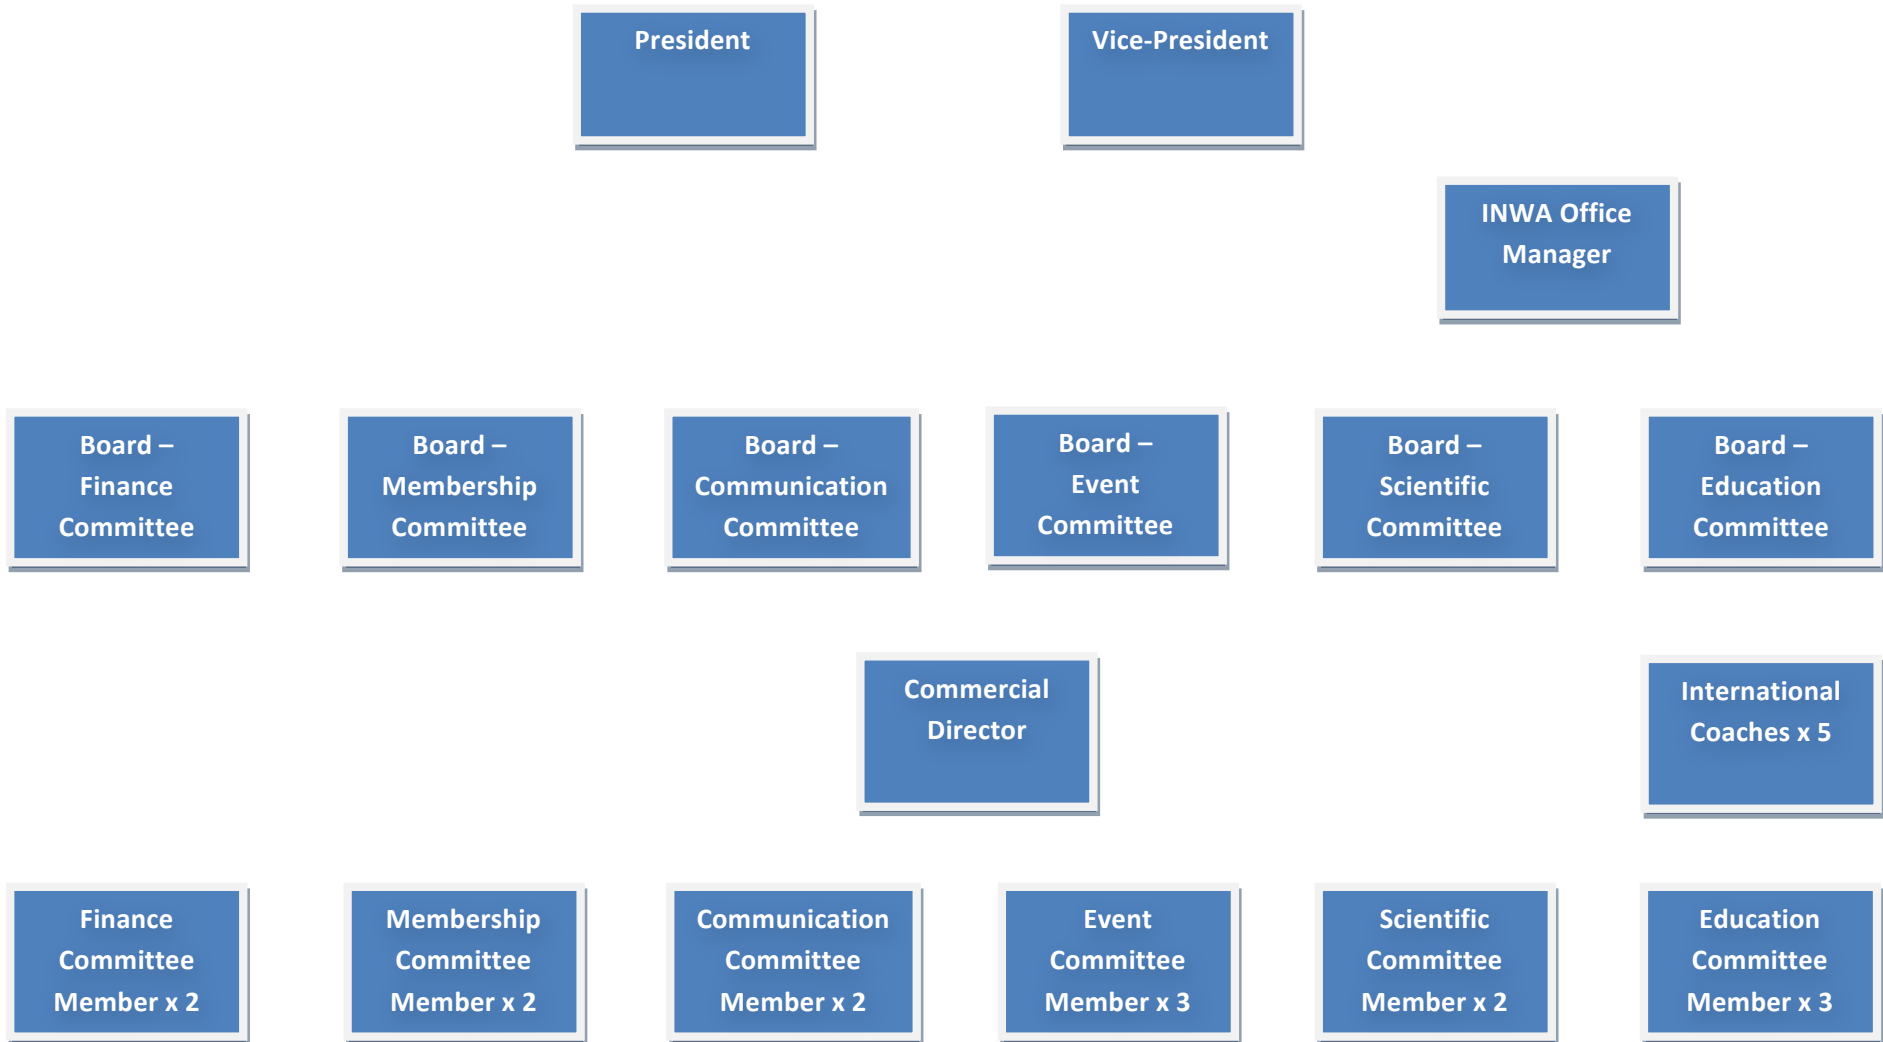 President
Vice-President
INWA Office
Manager
Board –
Finance
Committee
Board –
Membership
Committee
Board –
Communication
Committee
Board –
Event
Committee
Board –
Scientific
Committee
Board –
Education
Committee
Commercial
Director
International
Coaches x 5
Finance
Committee
Member x 2
Membership
Committee
Member x 2
Communication
Committee
Member x 2
Event
Committee
Member x 3
Scientific
Committee
Member x 2
Education
Committee
Member x 3